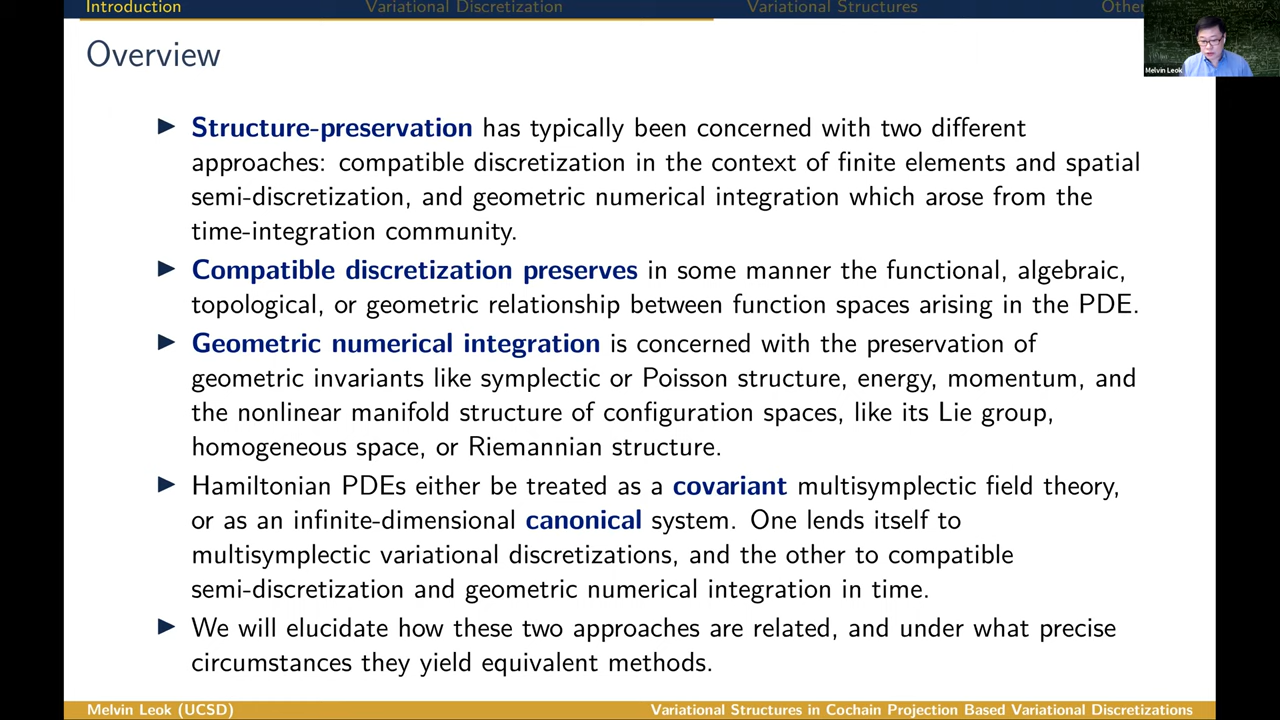 Introduction Variational Discretization Variational Structures Other
Overview
Melvin Leok
▶ Structure-preservation has typically been concerned with two different
approaches: compatible discretization in the context of finite elements and spatial
semi-discretization, and geometric numerical integration which arose from the
time-integration community.
▶ Compatible discretization preserves in some manner the functional, algebraic,
topological, or geometric relationship between function spaces arising in the PDE.
▶ Geometric numerical integration is concerned with the preservation of
geometric invariants like symplectic or Poisson structure, energy, momentum, and
the nonlinear manifold structure of configuration spaces, like its Lie group,
homogeneous space, or Riemannian structure.
▶ Hamiltonian PDEs either be treated as a covariant multisymplectic field theory,
or as an infinite-dimensional canonical system. One lends itself to
multisymplectic variational discretizations, and the other to compatible
semi-discretization and geometric numerical integration in time.
▶ We will elucidate how these two approaches are related, and under what precise
circumstances they yield equivalent methods.
Melvin Leok (UCSD) Variational Structures in Cochain Projection Based Variational Discretizations